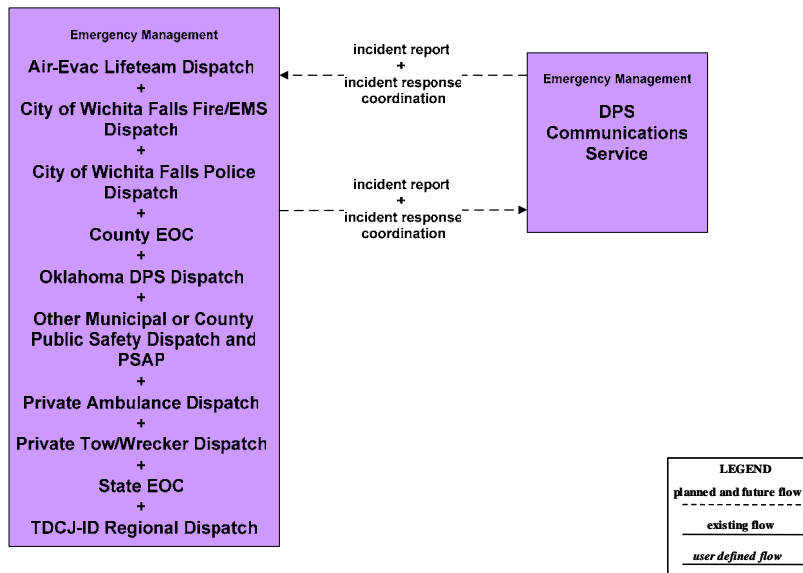 Emergency Management
Air-Evac Lifeteam Dispatch
+
City of Wichita Falls Fire/EMS
Dispatch
+
City of Wichita Falls Police
Dispatch
+
County EOC
+
Oklahoma DPS Dispatch
+
Other Municipal or County
Public Safety Dispatch and
PSAP
+
Private Ambulance Dispatch
+
Private Tow/Wrecker Dispatch
+
State EOC
+
TDCJ-ID Regional Dispatch
incident report
+
incident response
coordination
incident report
+
incident response
coordination
Emergency Management
DPS
Communications
Service
LEGEND
planned and future flow
existing flow
user defined flow